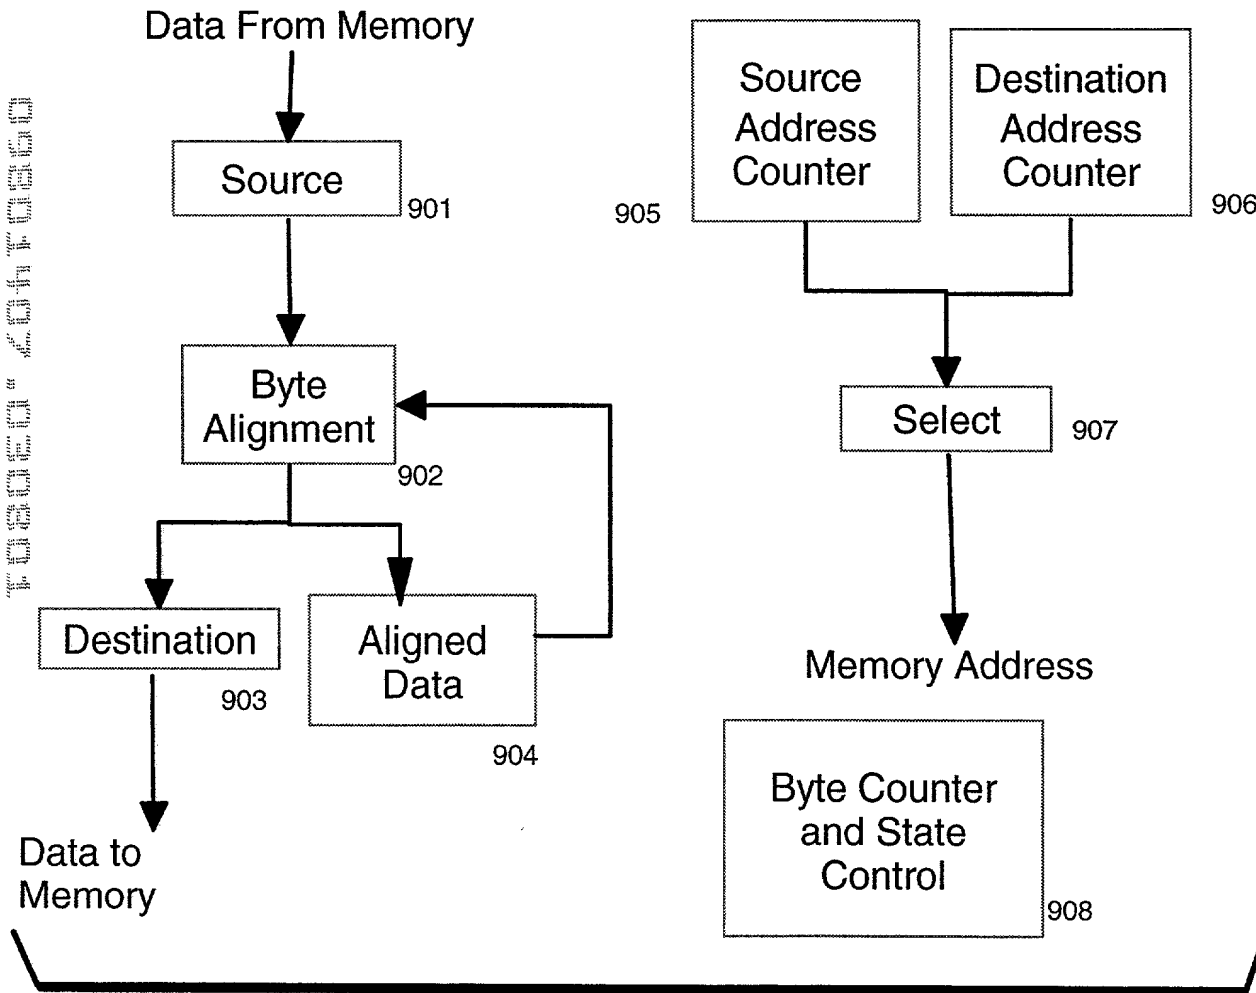 Data From Memory
Source
901
Byte
Alignment
902
Destination
903
Aligned
Data
904
Data to
Memory
Source
Address
Counter
905
Destination
Address
Counter
906
Select
907
Memory Address
Byte Counter
and State
Control
908